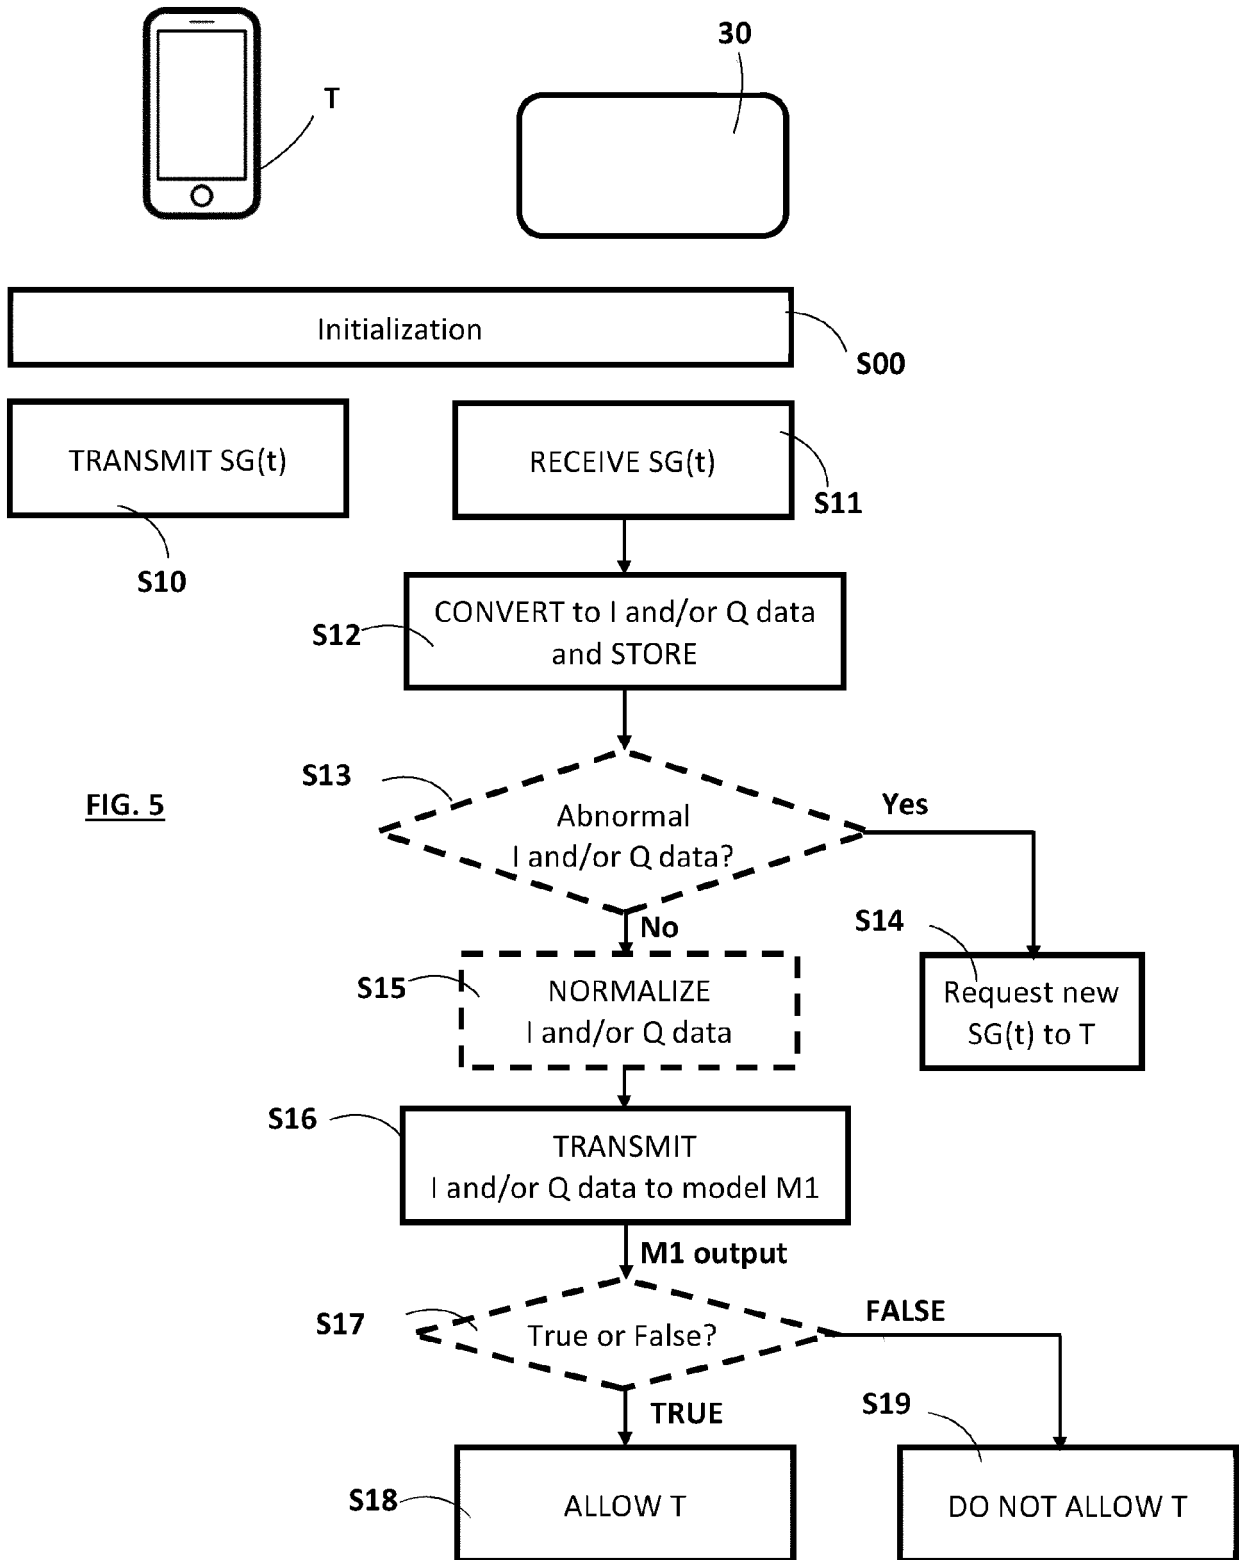 30
T
Initialization
S00
TRANSMIT SG(t)
RECEIVE SG(t)
S11
S10
CONVERT to I and/or Q data
and STORE
S12
S13
FIG. 5
Abnormal
I and/or Q data?
Yes
No
S14
S15
NORMALIZE
I and/or Q data
Request new
SG(t) to T
S16
TRANSMIT
I and/or Q data to model M1
M1 output
S17
True or False?
FALSE
TRUE
S19
S18
ALLOW T
DO NOT ALLOW T